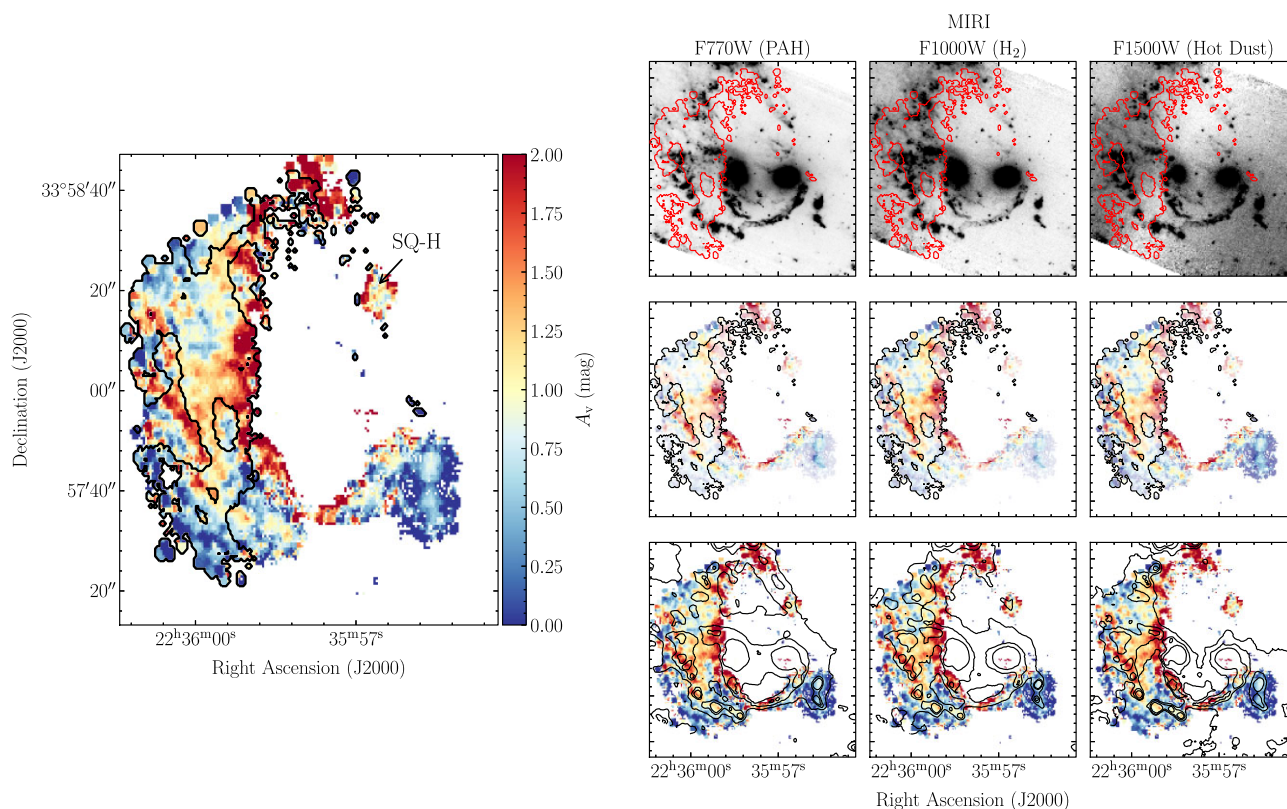 MIRI
F770W (PAH)
F1000W (H₂)
F1500W (Hot Dust)
SQ-H
33°58′40″
20″
00″
57′40″
20″
Declination (J2000)
22ʰ36ᵐ00ˢ
35ᵐ57ˢ
Right Ascension (J2000)
2.00
1.75
1.50
1.25
1.00
0.75
0.50
0.25
0.00
Aᵥ (mag)
22ʰ36ᵐ00ˢ
35ᵐ57ˢ
22ʰ36ᵐ00ˢ
35ᵐ57ˢ
22ʰ36ᵐ00ˢ
35ᵐ57ˢ
Right Ascension (J2000)